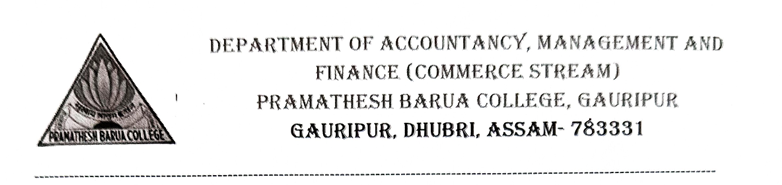 DEPARTMENT OF ACCOUNTANCY, MANAGEMENT AND
FINANCE (COMMERCE STREAM)
PRAMATHESH BARUA COLLEGE, GAURIPUR
GAURIPUR, DHUBRI, ASSAM- 783331
PRAMATHESH BARUA COLLEGE